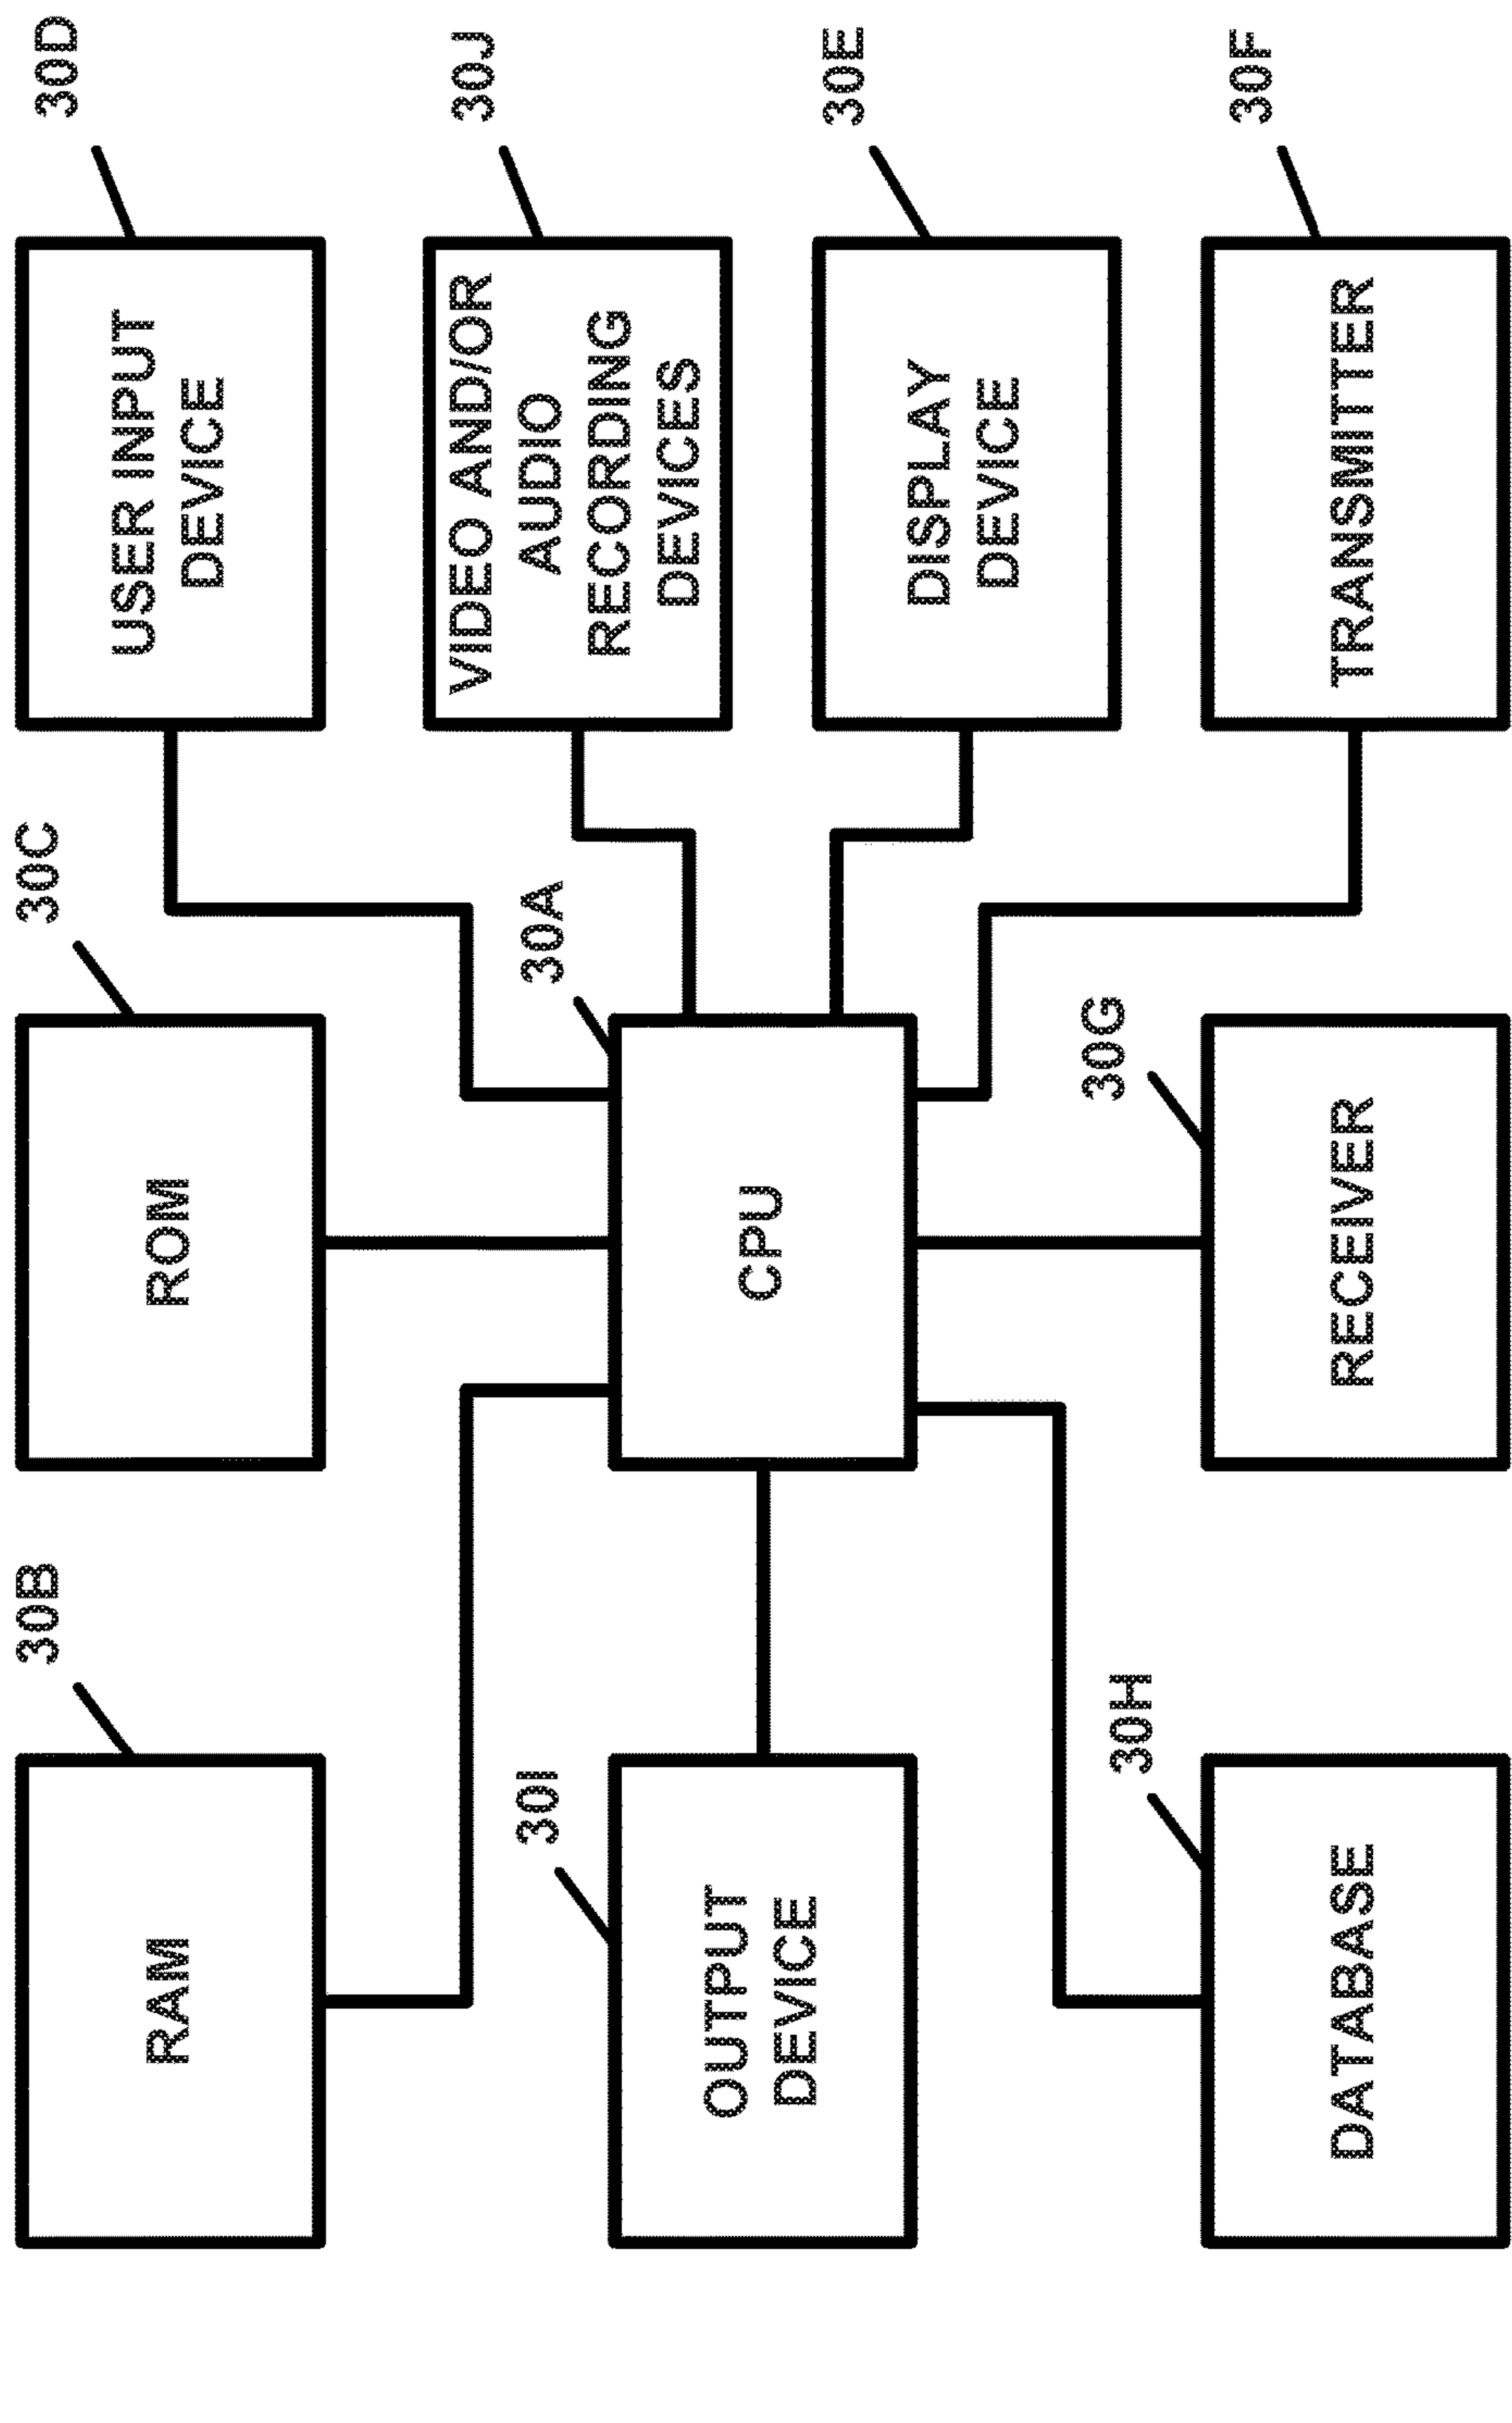 30B
RAM
30C
ROM
30D
USER INPUT
DEVICE
30I
OUTPUT
DEVICE
30A
CPU
30J
VIDEO AND/OR
AUDIO
RECORDING
DEVICES
30E
DISPLAY
DEVICE
30H
DATABASE
30G
RECEIVER
30F
TRANSMITTER